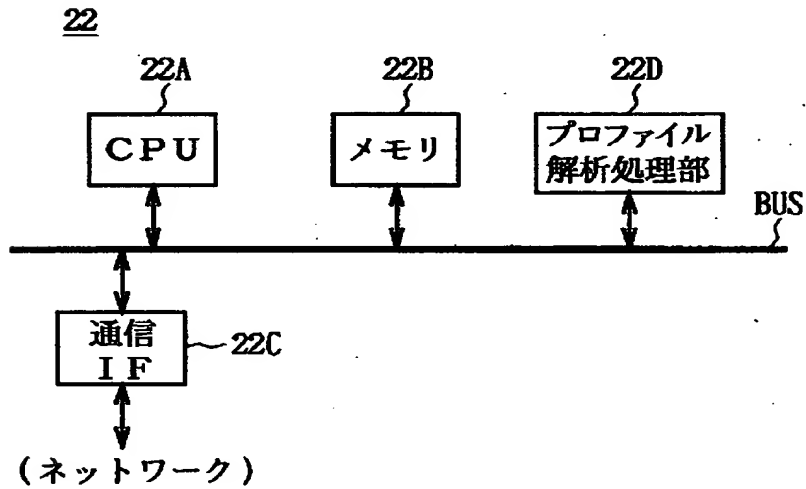 22
22A
22B
22D
ＣＰＵ
メモリ
プロファイル
解析処理部
BUS
通信
ＩＦ
22C
(ネットワーク)